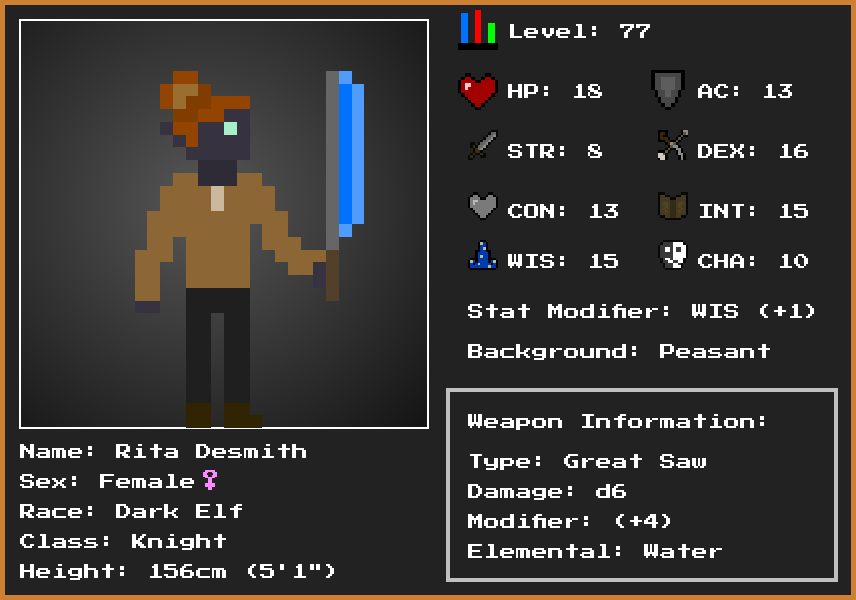 Level: 77
HP: 18
AC: 13
STR: 8
DEX: 16
CON: 13
INT: 15
WIS: 15
CHA: 10
Stat Modifier: WIS (+1)
Background: Peasant
Weapon Information:
Type: Great Saw
Damage: d6
Modifier: (+4)
Elemental: Water
Name: Rita Desmith
Sex: Female♀
Race: Dark Elf
Class: Knight
Height: 156cm (5'1")